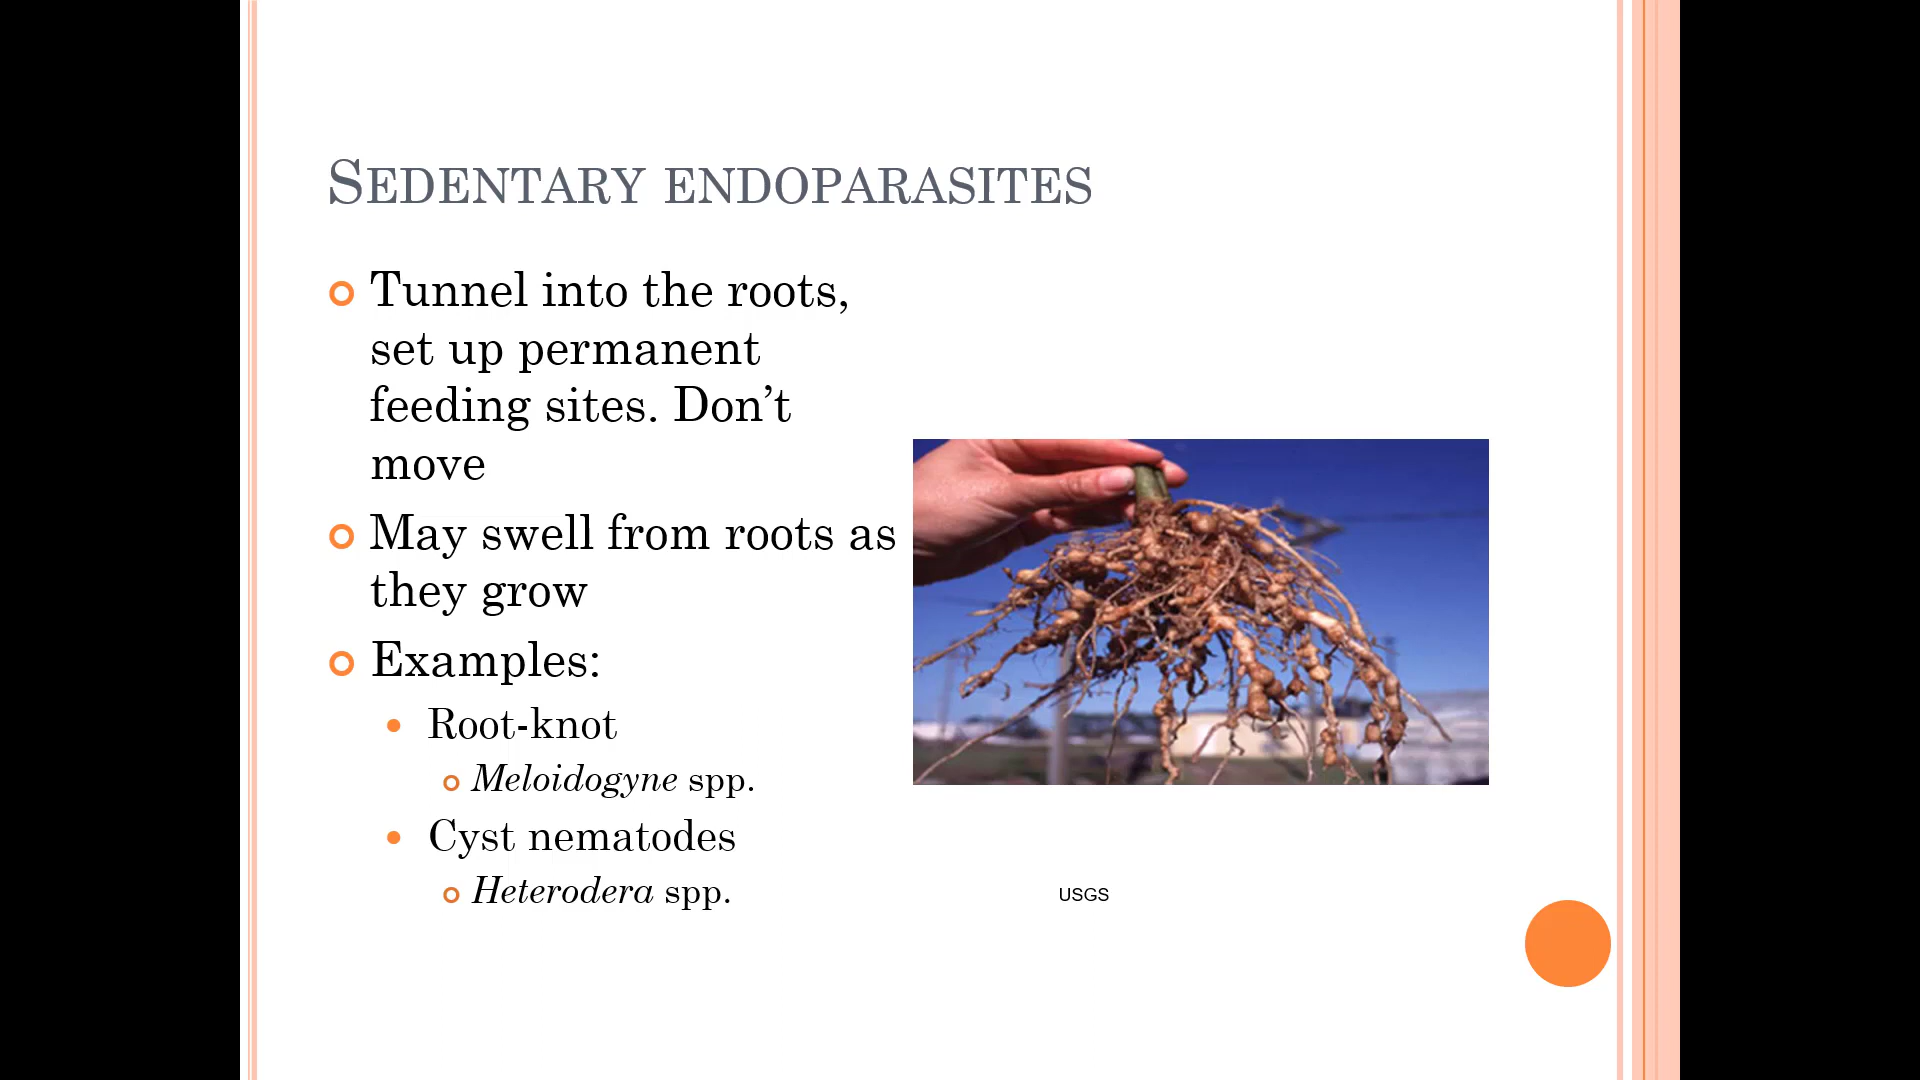 SEDENTARY ENDOPARASITES
Tunnel into the roots,
set up permanent
feeding sites. Don’t
move
May swell from roots as
they grow
Examples:
Root-knot
Meloidogyne spp.
Cyst nematodes
Heterodera spp.
USGS